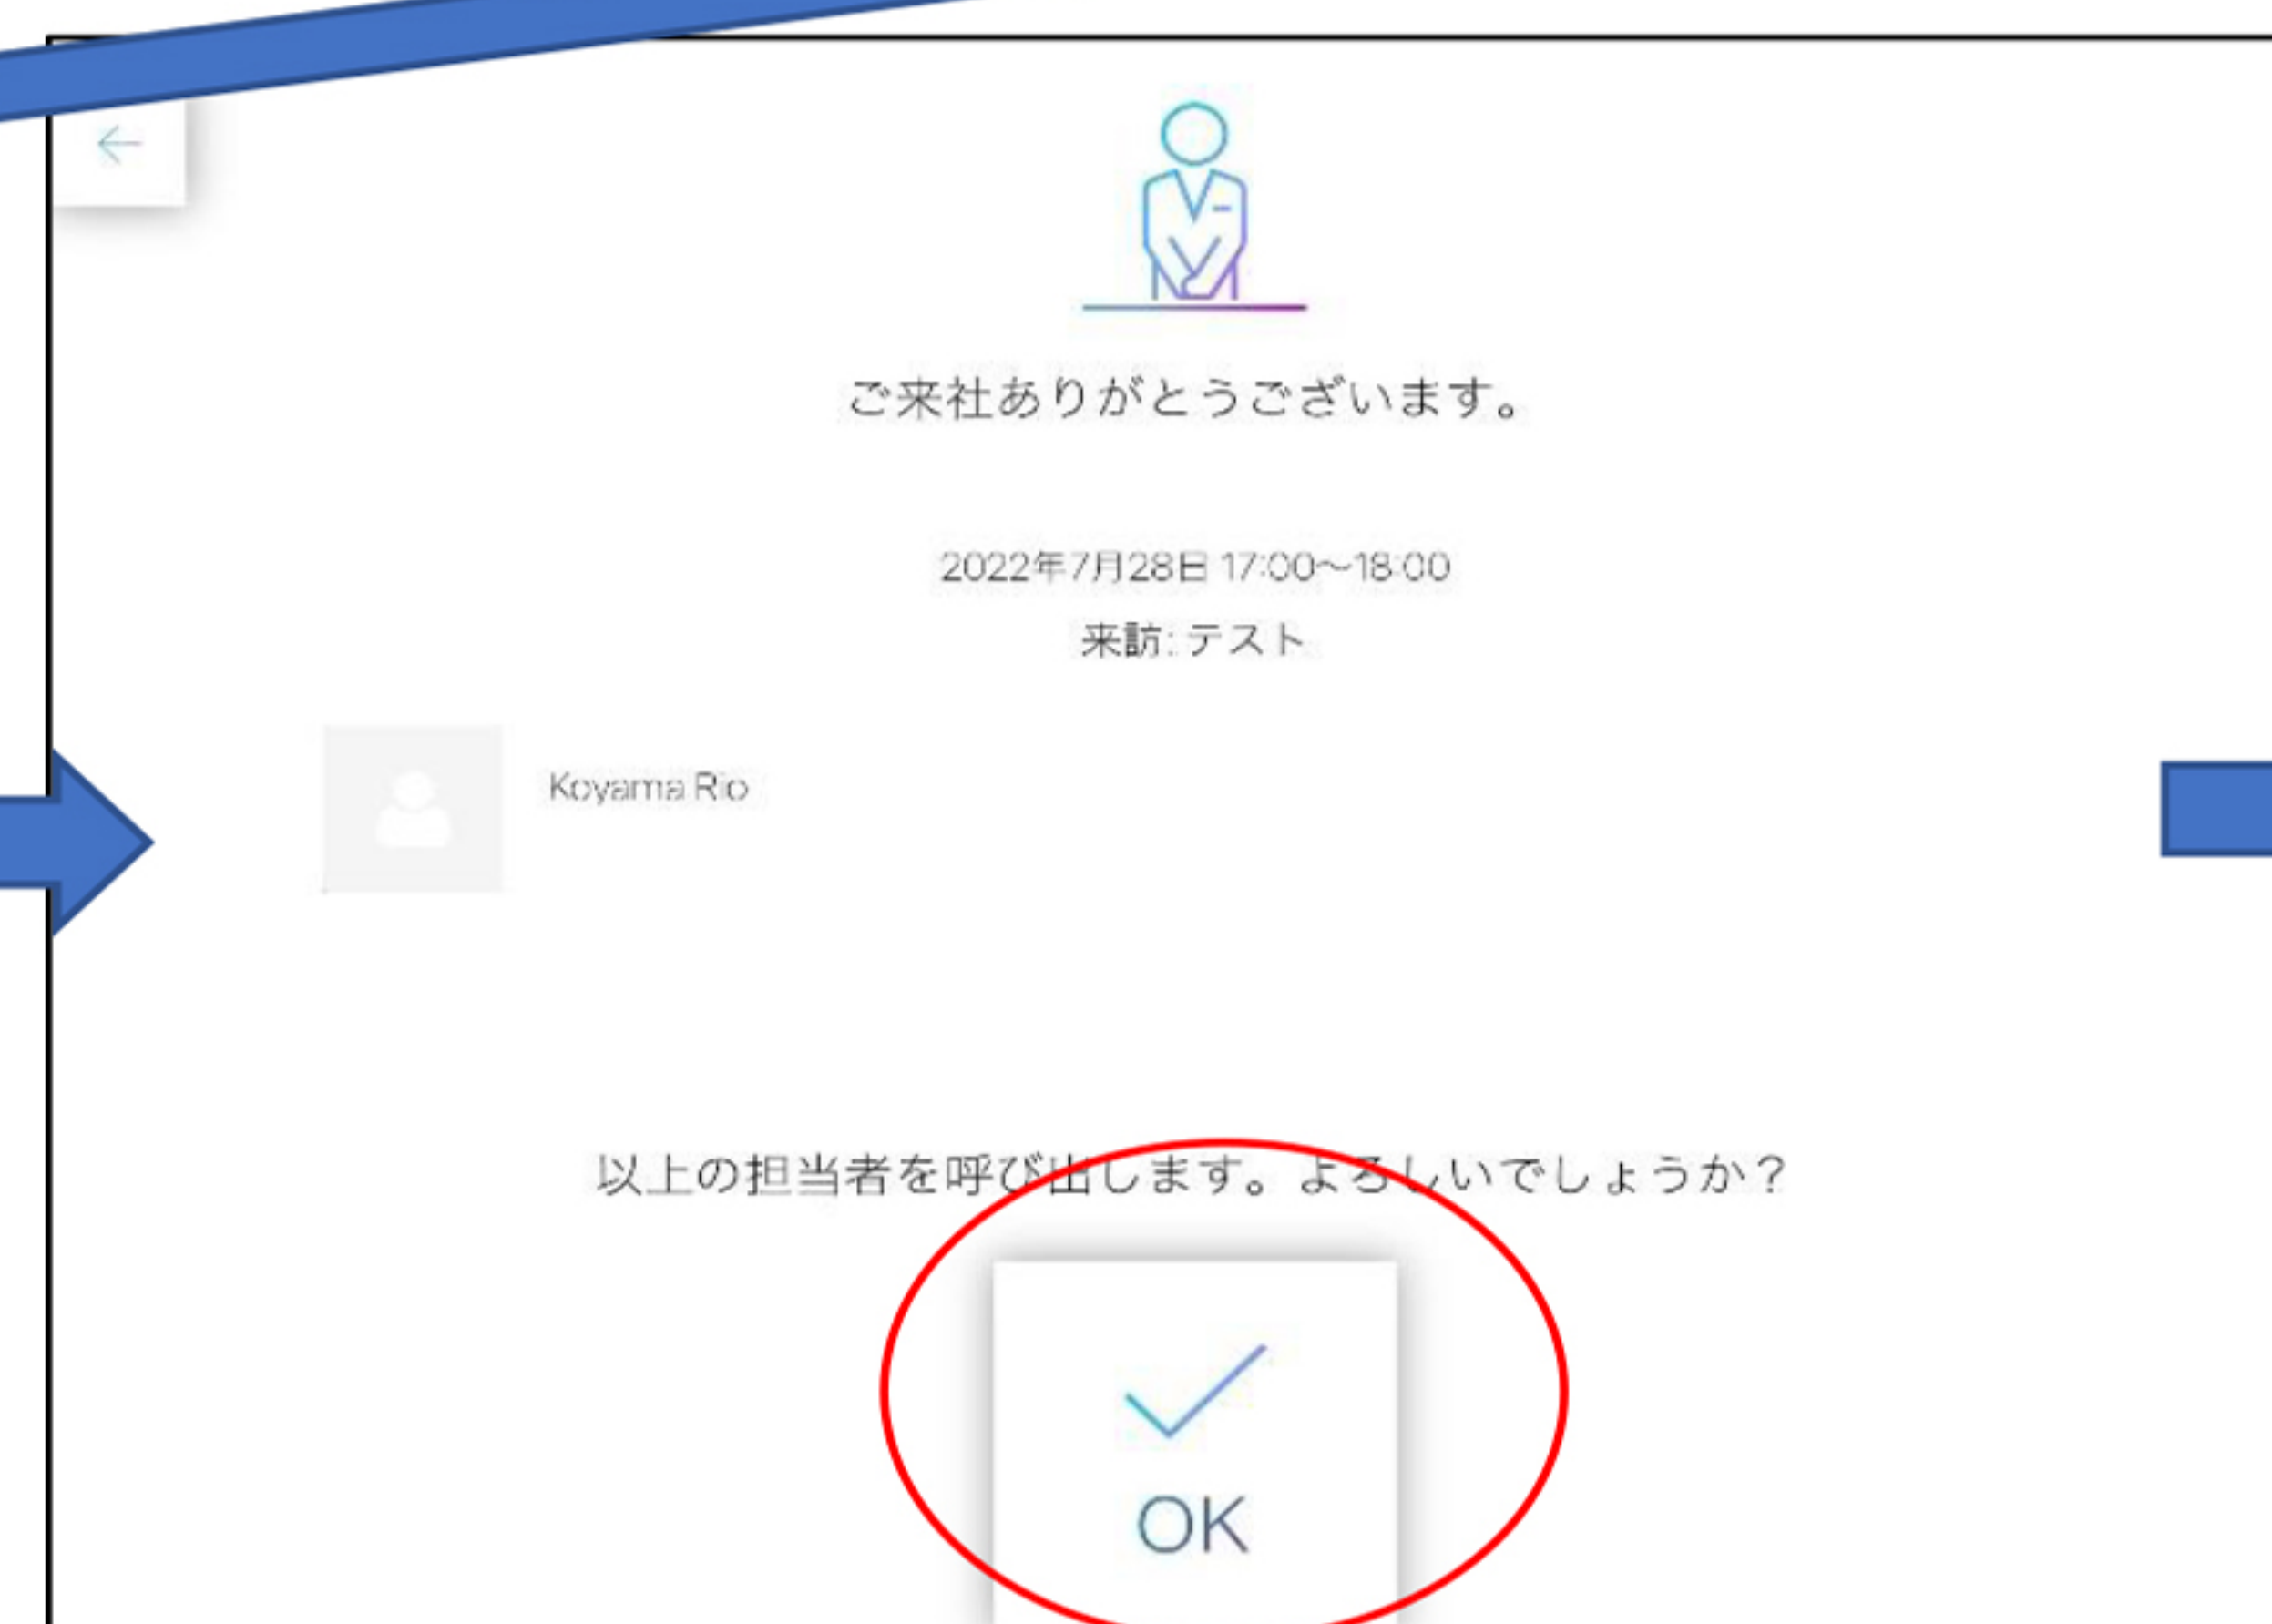 ご来社ありがとうございます。
2022年7月28日 17:00〜18:00
来訪: テスト
Koyama Rio
以上の担当者を呼び出します。よろしいでしょうか？
OK